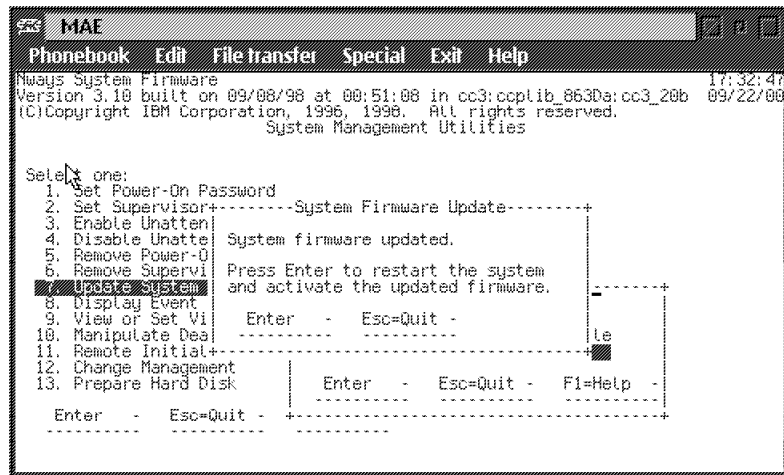 MAE
Phonebook Edit File transfer Special Exit Help
Nways System Firmware 17:32:47
Version 3.10 built on 09/08/98 at 00:51:08 in cc3:ccplib_863Da:cc3_20b 09/22/00
(C)Copyright IBM Corporation, 1996, 1998. All rights reserved.
System Management Utilities
Select one:
1. Set Power-On Password
2. Set Supervisor+--------System Firmware Update--------+
3. Enable Unatten|
4. Disable Unatte| System firmware updated.
5. Remove Power-O|
6. Remove Supervi| Press Enter to restart the system
7. Update System | and activate the updated firmware.
8. Display Event
9. View or Set Vi| Enter - Esc=Quit -
10. Manipulate Dea| le
11. Remote Initial+
12. Change Management
13. Prepare Hard Disk | Enter - Esc=Quit - F1=Help -
Enter - Esc=Quit -